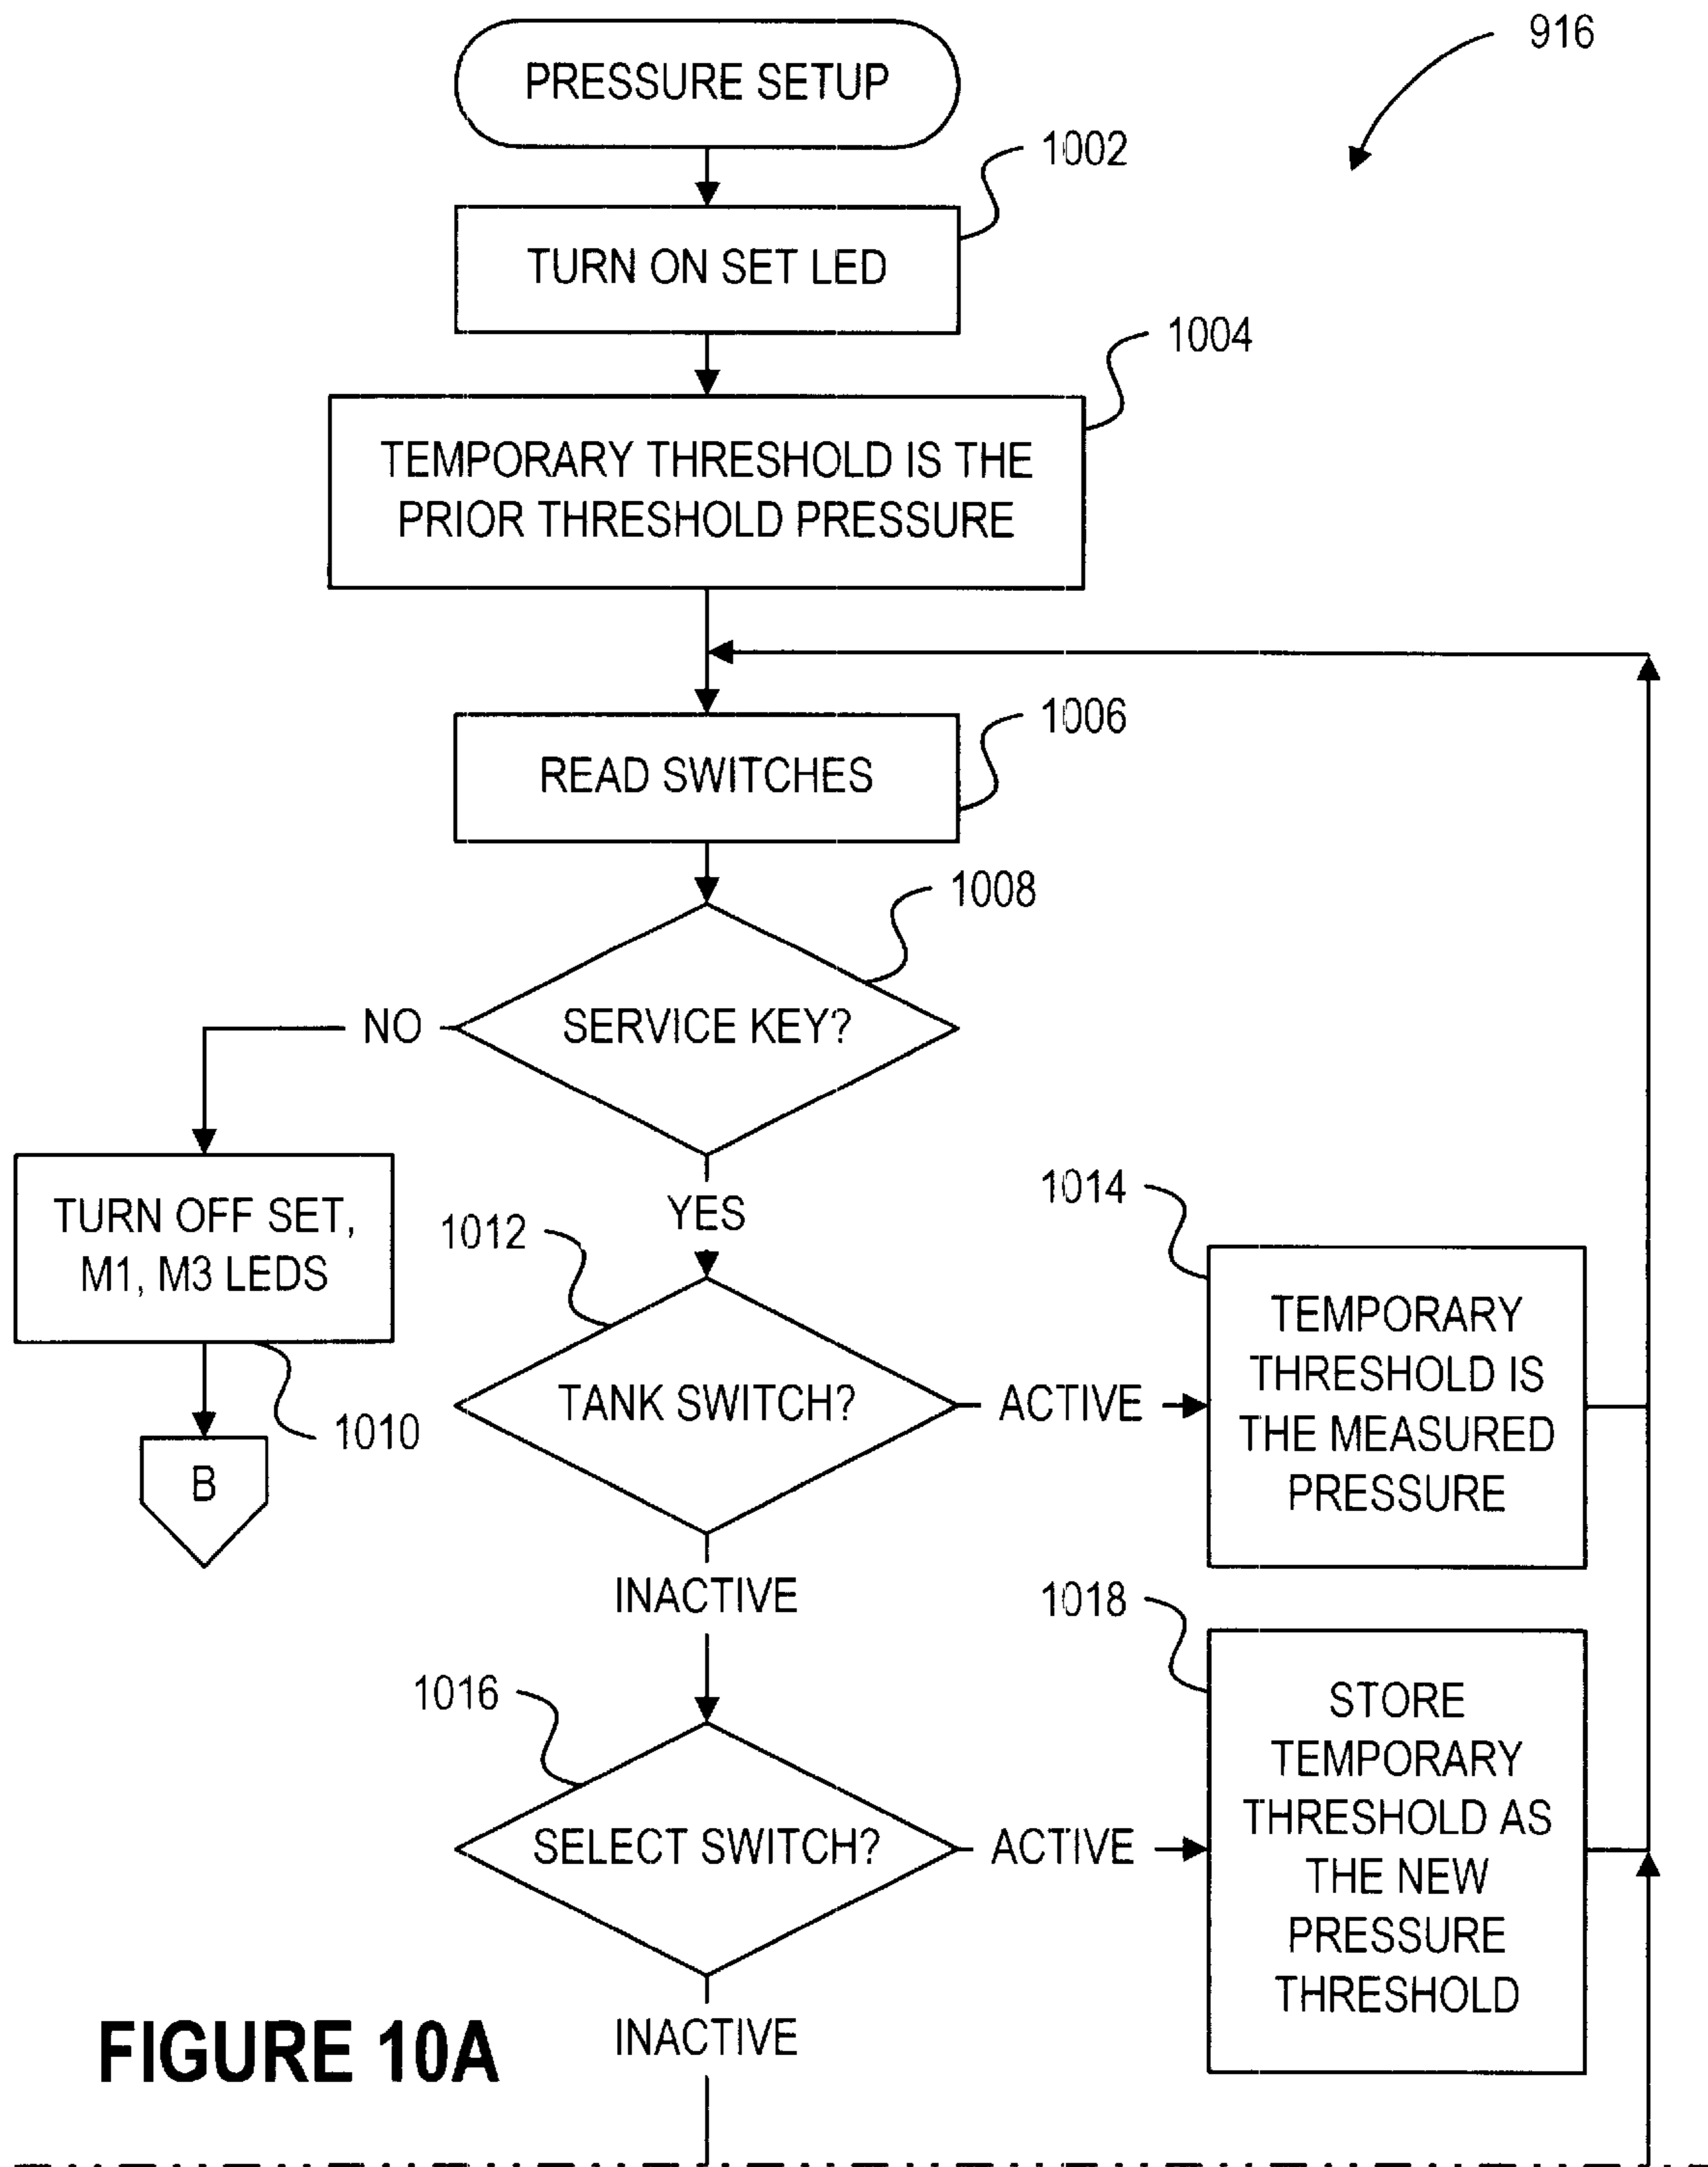 916
PRESSURE SETUP
1002
TURN ON SET LED
1004
TEMPORARY THRESHOLD IS THE
PRIOR THRESHOLD PRESSURE
1006
READ SWITCHES
1008
SERVICE KEY?
NO
YES
TURN OFF SET,
M1, M3 LEDS
1010
B
1012
TANK SWITCH?
ACTIVE
1014
TEMPORARY
THRESHOLD IS
THE MEASURED
PRESSURE
INACTIVE
1016
SELECT SWITCH?
ACTIVE
1018
STORE
TEMPORARY
THRESHOLD AS
THE NEW
PRESSURE
THRESHOLD
INACTIVE
FIGURE 10A